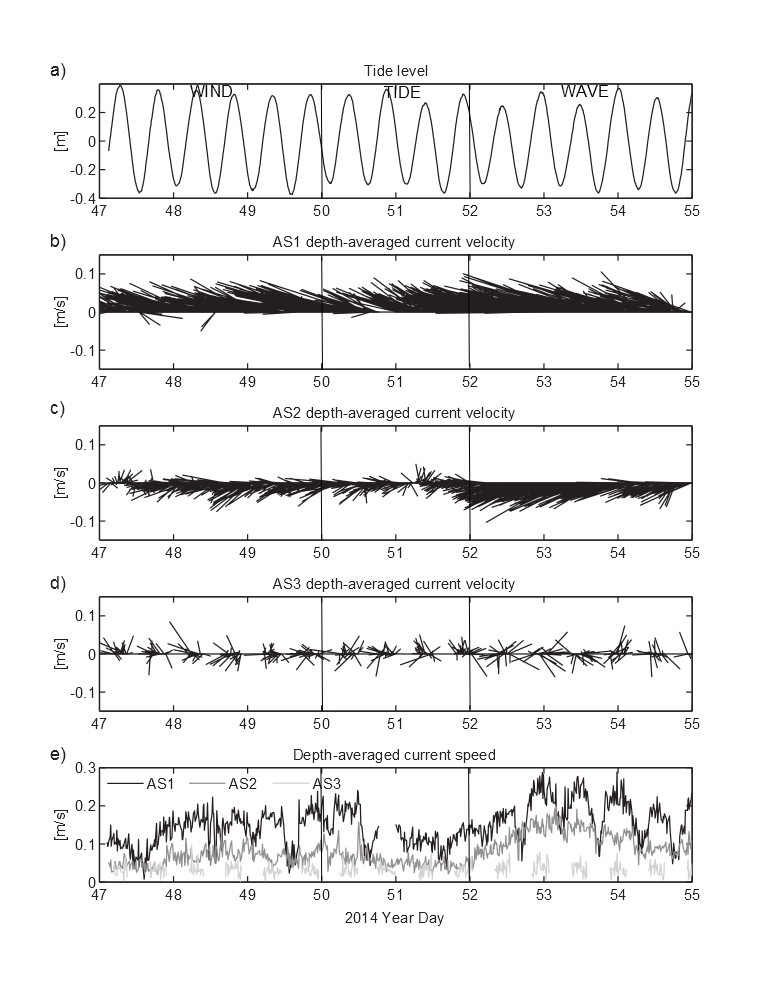 a)
Tide level
WIND TIDE WAVE
0.2
0
-0.2
-0.4
[m]
47 48 49 50 51 52 53 54 55
b)
AS1 depth-averaged current velocity
0.1
0
-0.1
[m/s]
47 48 49 50 51 52 53 54 55
c)
AS2 depth-averaged current velocity
0.1
0
-0.1
[m/s]
47 48 49 50 51 52 53 54 55
d)
AS3 depth-averaged current velocity
0.1
0
-0.1
[m/s]
47 48 49 50 51 52 53 54 55
e)
Depth-averaged current speed
0.3
AS1 AS2 AS3
0.2
0.1
0
[m/s]
47 48 49 50 51 52 53 54 55
2014 Year Day